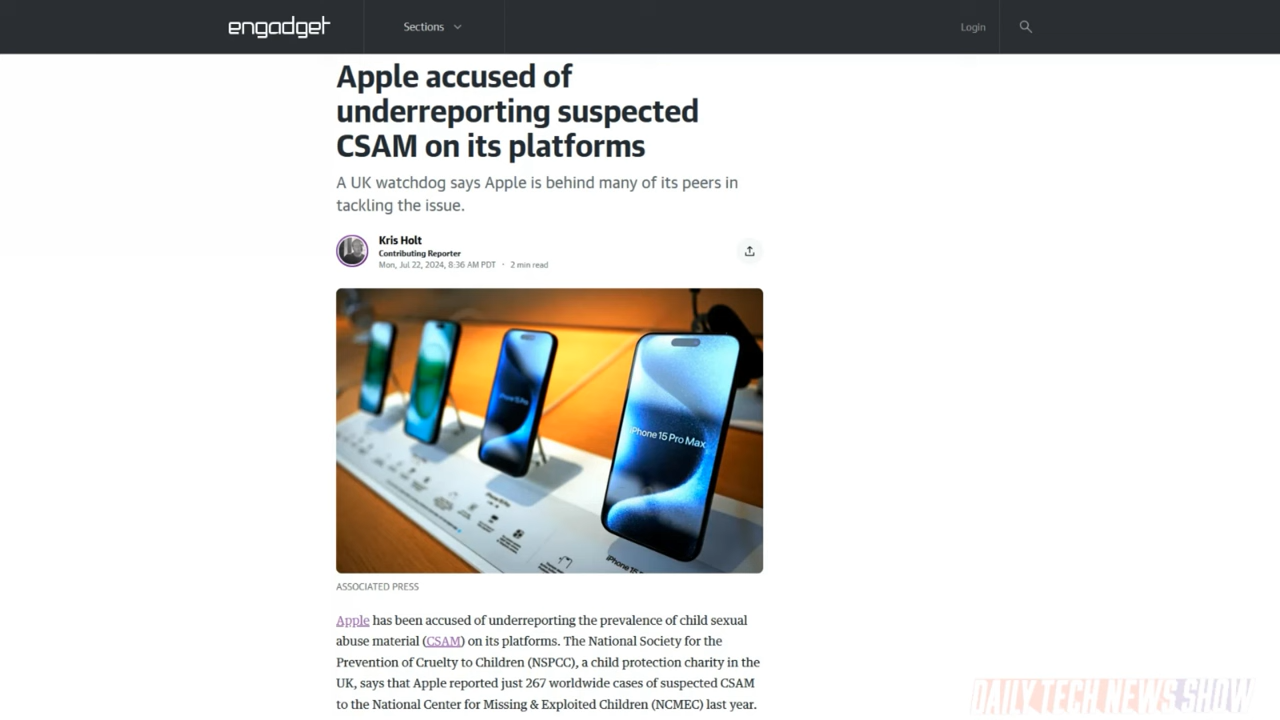 engadget
Sections
Login
Apple accused of
underreporting suspected
CSAM on its platforms
A UK watchdog says Apple is behind many of its peers in
tackling the issue.
Kris Holt
Contributing Reporter
Mon, Jul 22, 2024, 8:36 AM PDT · 2 min read
iPhone 15 Pro
iPhone 15 Pro Max
ASSOCIATED PRESS
Apple has been accused of underreporting the prevalence of child sexual
abuse material (CSAM) on its platforms. The National Society for the
Prevention of Cruelty to Children (NSPCC), a child protection charity in the
UK, says that Apple reported just 267 worldwide cases of suspected CSAM
to the National Center for Missing & Exploited Children (NCMEC) last year.
DAILY TECH NEWS SHOW